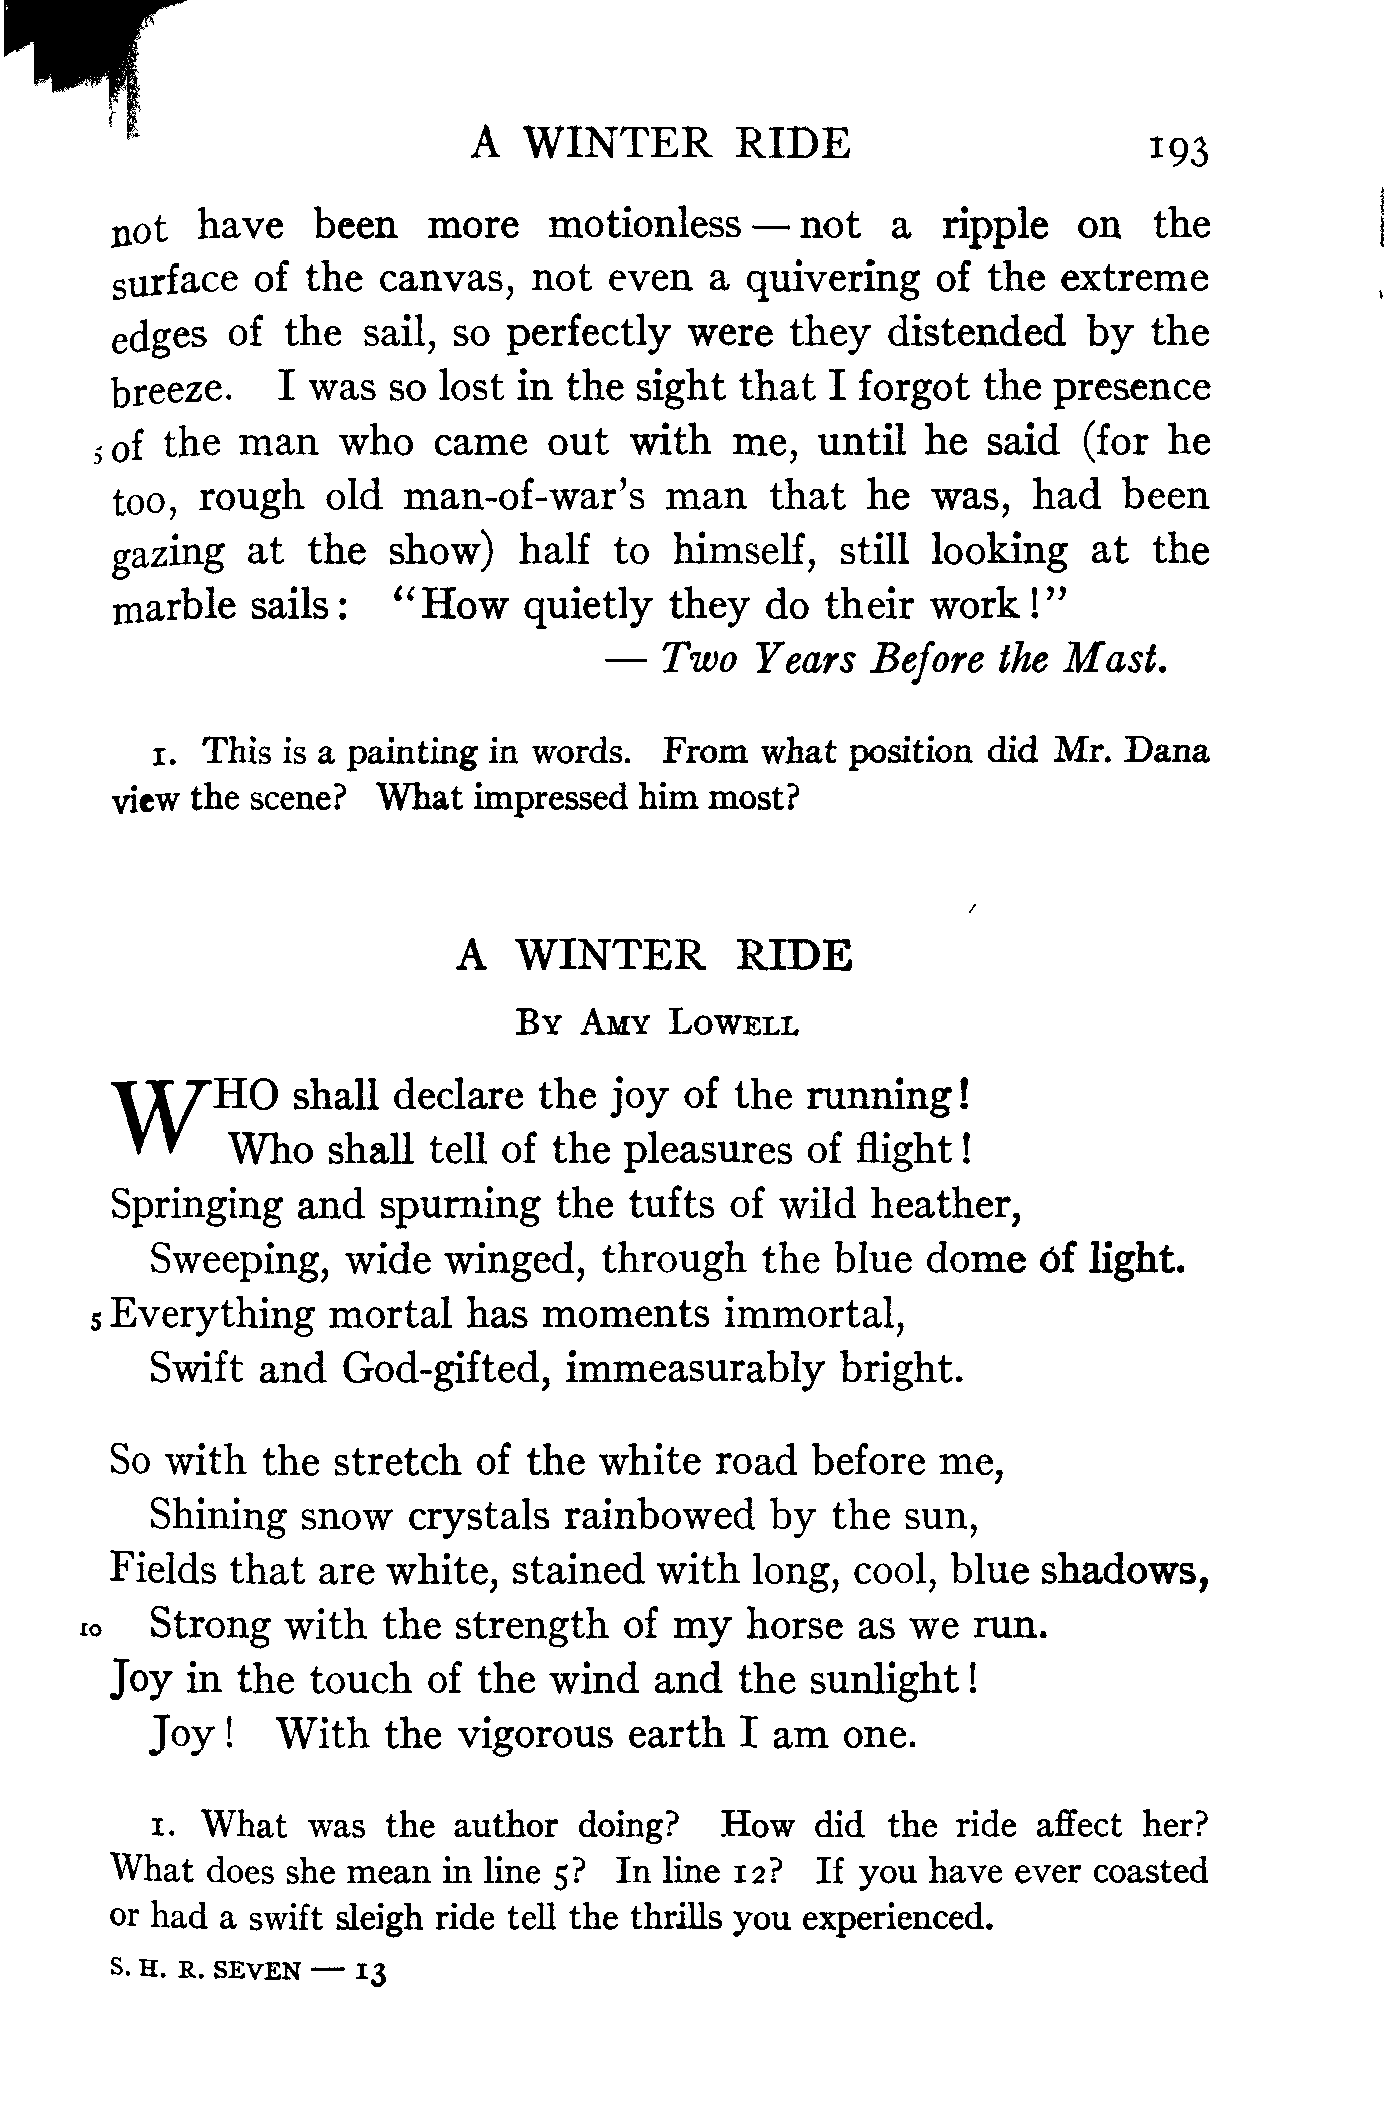 A WINTER RIDE 193
not have been more motionless — not a ripple on the
surface of the canvas, not even a quivering of the extreme
edges of the sail, so perfectly were they distended by the
breeze. I was so lost in the sight that I forgot the presence
5 of the man who came out with me, until he said (for he
too, rough old man-of-war's man that he was, had been
gazing at the show) half to himself, still looking at the
marble sails: “How quietly they do their work!”
— Two Years Before the Mast.
1. This is a painting in words. From what position did Mr. Dana
view the scene? What impressed him most?
A WINTER RIDE
By Amy Lowell
WHO shall declare the joy of the running!
Who shall tell of the pleasures of flight!
Springing and spurning the tufts of wild heather,
Sweeping, wide winged, through the blue dome of light.
5 Everything mortal has moments immortal,
Swift and God-gifted, immeasurably bright.
So with the stretch of the white road before me,
Shining snow crystals rainbowed by the sun,
Fields that are white, stained with long, cool, blue shadows,
10 Strong with the strength of my horse as we run.
Joy in the touch of the wind and the sunlight!
Joy! With the vigorous earth I am one.
1. What was the author doing? How did the ride affect her?
What does she mean in line 5? In line 12? If you have ever coasted
or had a swift sleigh ride tell the thrills you experienced.
S. H. R. SEVEN — 13